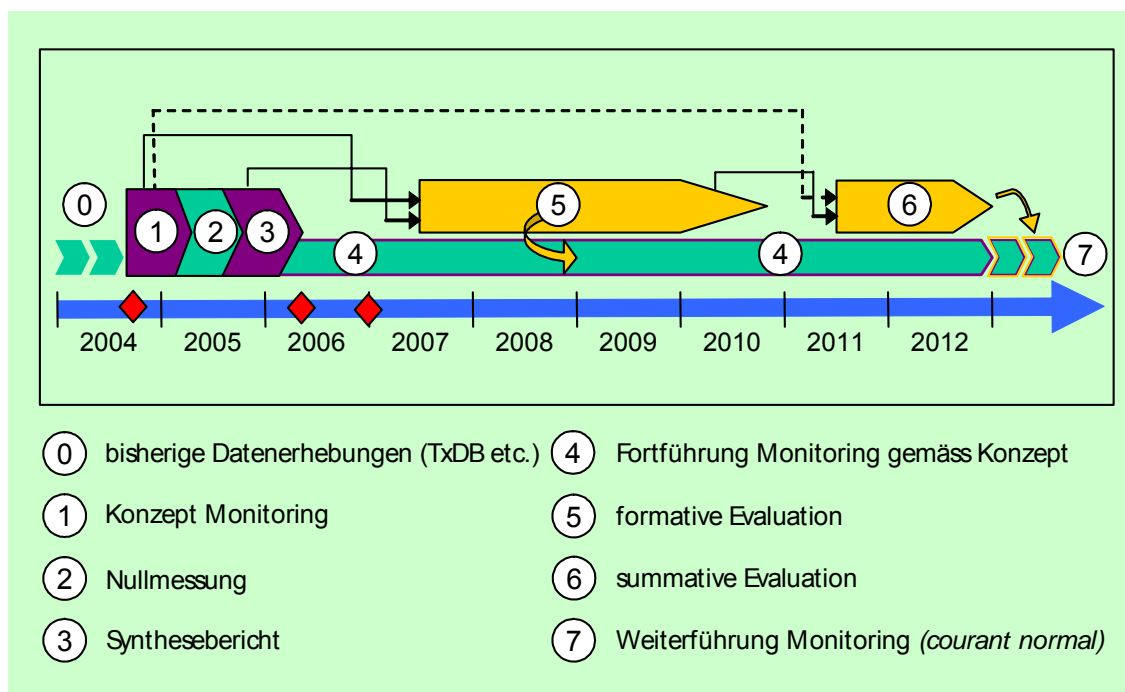 0
1
2
3
4
5
4
6
7
2004 2005 2006 2007 2008 2009 2010 2011 2012
0 bisherige Datenerhebungen (TxDB etc.)
4 Fortführung Monitoring gemäss Konzept
1 Konzept Monitoring
5 formative Evaluation
2 Nullmessung
6 summative Evaluation
3 Synthesebericht
7 Weiterführung Monitoring (courant normal)